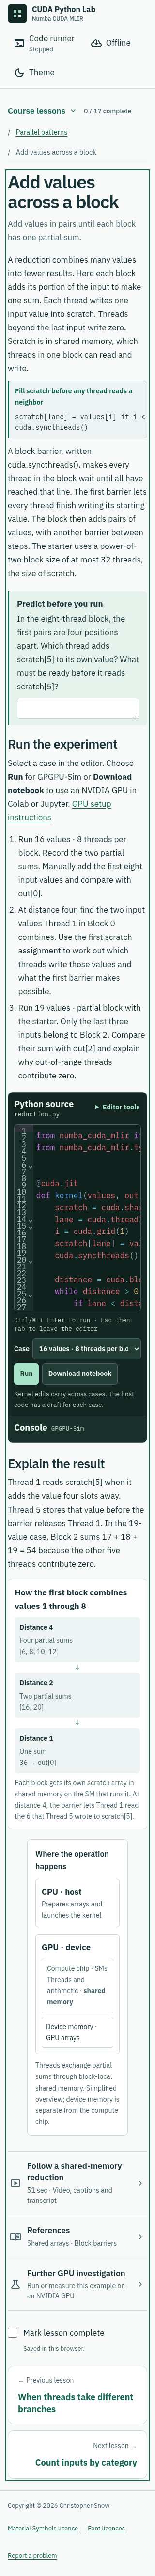 CUDA Python Lab
Numba CUDA MLIR
Code runner
Stopped
Offline
Theme
Course lessons
0 / 17 complete
/ Parallel patterns
/ Add values across a block
Add values
across a block
Add values in pairs until each block
has one partial sum.
A reduction combines many values
into fewer results. Here each block
adds its portion of the input to make
one sum. Each thread writes one
input value into scratch. Threads
beyond the last input write zero.
Scratch is in shared memory, which
threads in one block can read and
write.
Fill scratch before any thread reads a
neighbor
scratch[lane] = values[i] if i <
cuda.syncthreads()
A block barrier, written
cuda.syncthreads(), makes every
thread in the block wait until all have
reached that line. The first barrier lets
every thread finish writing its starting
value. The block then adds pairs of
values, with another barrier between
steps. The starter uses a power-of-
two block size of at most 32 threads,
the size of scratch.
Predict before you run
In the eight-thread block, the
first pairs are four positions
apart. Which thread adds
scratch[5] to its own value? What
must be ready before it reads
scratch[5]?
Run the experiment
Select a case in the editor. Choose
Run for GPGPU-Sim or Download
notebook to use an NVIDIA GPU in
Colab or Jupyter. GPU setup
instructions
1. Run 16 values · 8 threads per
block. Record the two partial
sums. Manually add the first eight
input values and compare with
out[0].
2. At distance four, find the two input
values Thread 1 in Block 0
combines. Use the first scratch
assignment to work out which
threads write those values and
what the first barrier makes
possible.
3. Run 19 values · partial block with
the starter. Only the last three
inputs belong to Block 2. Compare
their sum with out[2] and explain
why out-of-range threads
contribute zero.
Python source
reduction.py
Editor tools
from numba_cuda_mlir
from numba_cuda_mlir.
@cuda.jit
def kernel(values, out
scratch = cuda.shar
lane = cuda.thread
i = cuda.grid(1)
scratch[lane] = val
cuda.syncthreads()
distance = cuda.blo
while distance > 0
if lane < dista
Ctrl/⌘ + Enter to run · Esc then
Tab to leave the editor
Case
16 values · 8 threads per blo
Run
Download notebook
Kernel edits carry across cases. The host
code has a draft for each case.
Console GPGPU-Sim
Explain the result
Thread 1 reads scratch[5] when it
adds the value four slots away.
Thread 5 stores that value before the
barrier releases Thread 1. In the 19-
value case, Block 2 sums 17 + 18 +
19 = 54 because the other five
threads contribute zero.
How the first block combines
values 1 through 8
Distance 4
Four partial sums
[6, 8, 10, 12]
↓
Distance 2
Two partial sums
[16, 20]
↓
Distance 1
One sum
36 → out[0]
Each block gets its own scratch array in
shared memory on the SM that runs it. At
distance 4, the barrier lets Thread 1 read
the 6 that Thread 5 wrote to scratch[5].
Where the operation
happens
CPU · host
Prepares arrays and
launches the kernel
GPU · device
Compute chip · SMs
Threads and
arithmetic · shared
memory
Device memory ·
GPU arrays
Threads exchange partial
sums through block-local
shared memory. Simplified
overview; device memory is
separate from the compute
chip.
Follow a shared-memory
reduction
51 sec · Video, captions and
transcript
References
Shared arrays · Block barriers
Further GPU investigation
Run or measure this example on
an NVIDIA GPU
Mark lesson complete
Saved in this browser.
← Previous lesson
When threads take different
branches
Next lesson →
Count inputs by category
Copyright © 2026 Christopher Snow
Material Symbols licence
Font licences
Report a problem